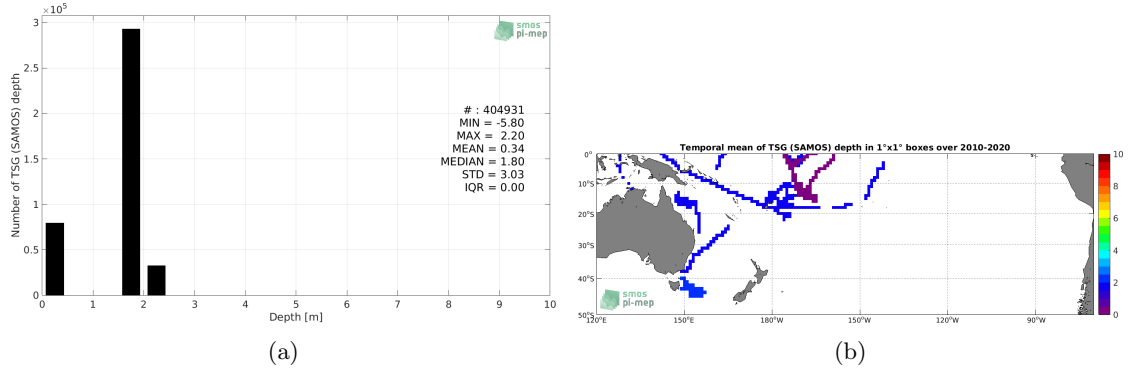 ×10⁵
3
2.5
2
1.5
1
0.5
0
Number of TSG (SAMOS) depth
smos
pi-mep
# : 404931
MIN = -5.80
MAX = 2.20
MEAN = 0.34
MEDIAN = 1.80
STD = 3.03
IQR = 0.00
0 1 2 3 4 5 6 7 8 9 10
Depth [m]
(a)
Temporal mean of TSG (SAMOS) depth in 1°x1° boxes over 2010-2020
0°
10°S
20°S
30°S
40°S
50°S
smos
pi-mep
120°E 150°E 180°W 150°W 120°W 90°W
10
8
6
4
2
0
(b)